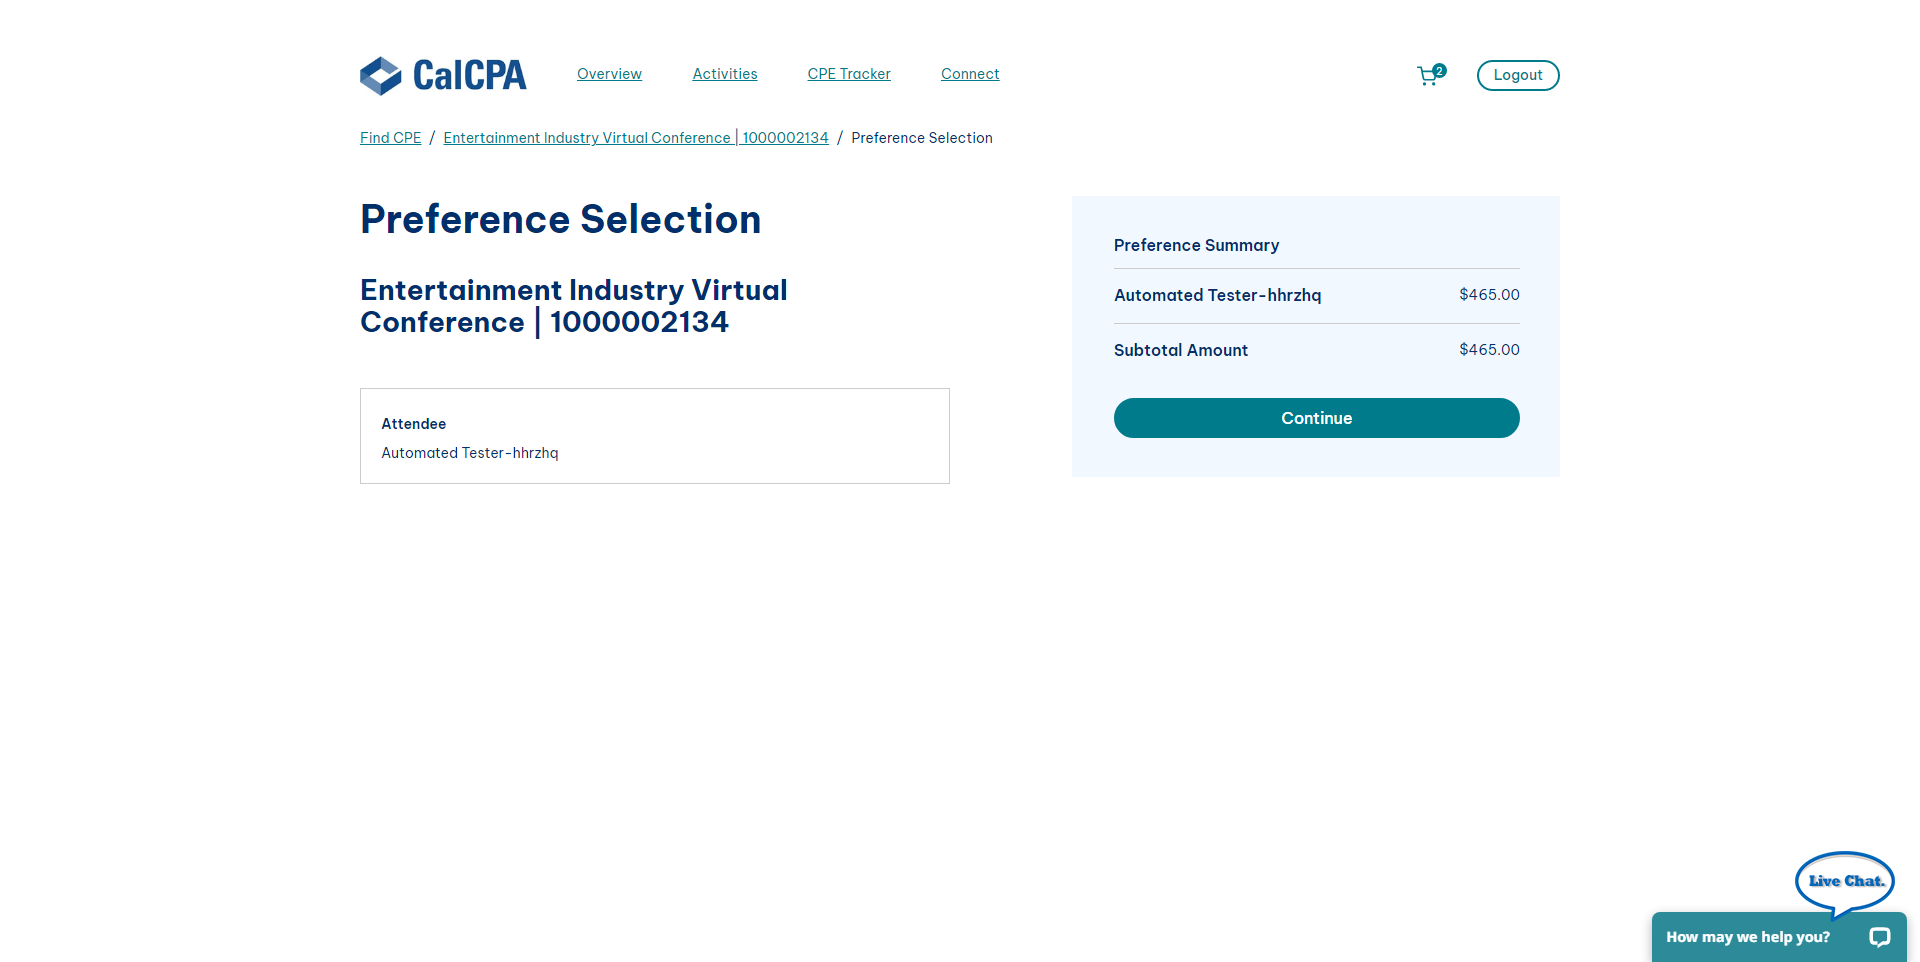 CalCPA
Overview
Activities
CPE Tracker
Connect
2
Logout
Find CPE / Entertainment Industry Virtual Conference | 1000002134 / Preference Selection
Preference Selection
Entertainment Industry Virtual
Conference | 1000002134
Attendee
Automated Tester-hhrzhq
Preference Summary
Automated Tester-hhrzhq $465.00
Subtotal Amount $465.00
Continue
Live Chat.
How may we help you?